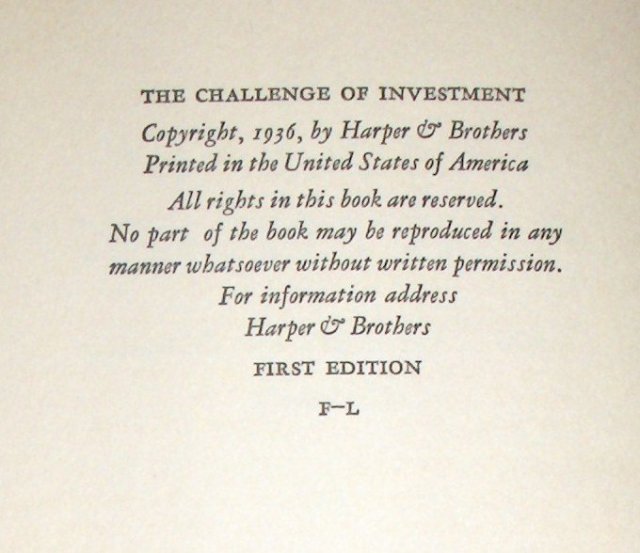 THE CHALLENGE OF INVESTMENT
Copyright, 1936, by Harper & Brothers
Printed in the United States of America
All rights in this book are reserved.
No part of the book may be reproduced in any
manner whatsoever without written permission.
For information address
Harper & Brothers
FIRST EDITION
F–L